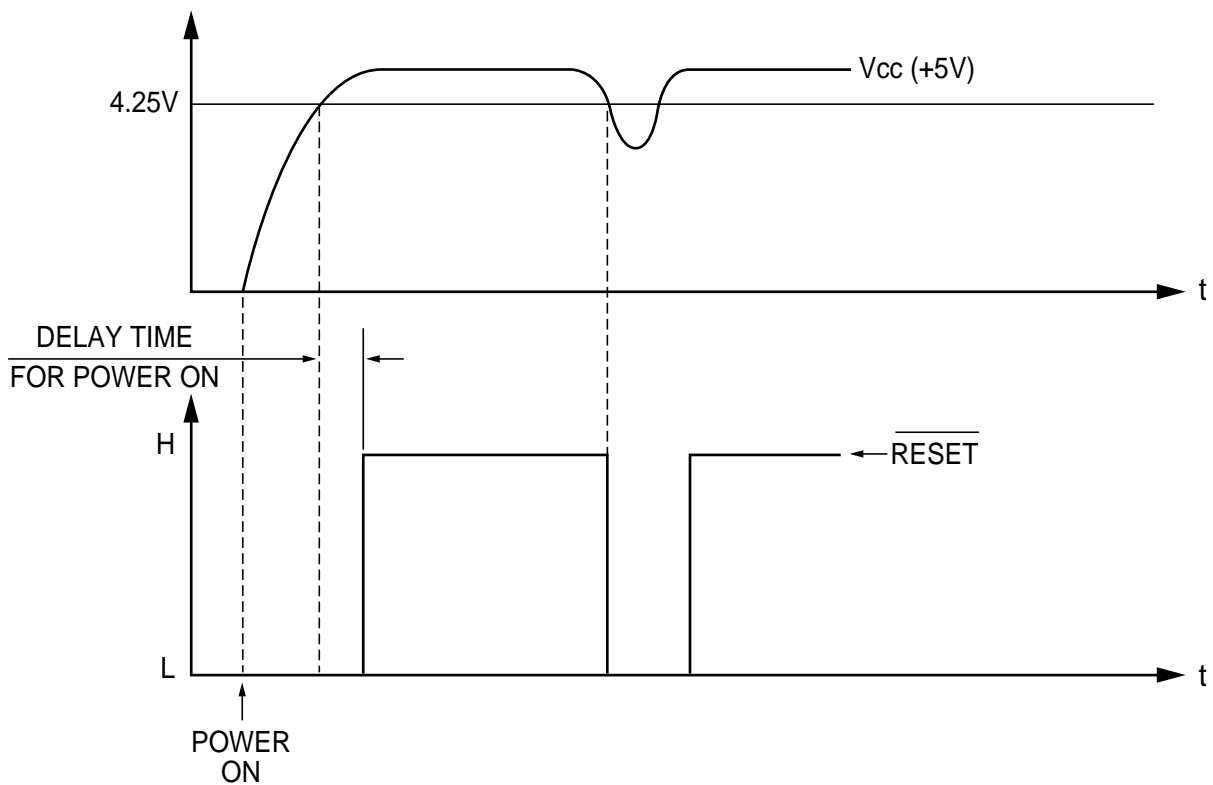 Vcc (+5V)
4.25V
t
DELAY TIME
FOR POWER ON
H
RESET
L
t
POWER
ON